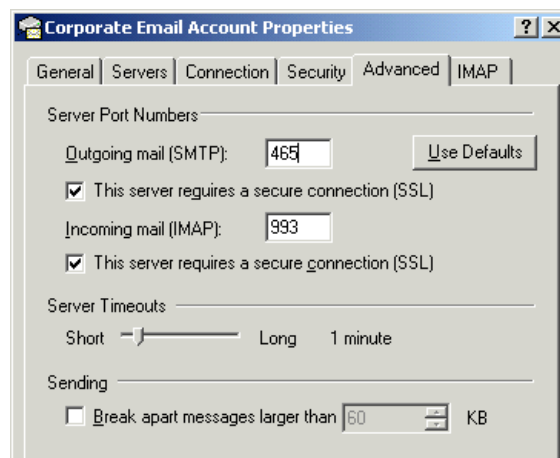 Corporate Email Account Properties
General Servers Connection Security Advanced IMAP
Server Port Numbers
Outgoing mail (SMTP): 465 Use Defaults
This server requires a secure connection (SSL)
Incoming mail (IMAP): 993
This server requires a secure connection (SSL)
Server Timeouts
Short Long 1 minute
Sending
Break apart messages larger than 60 KB